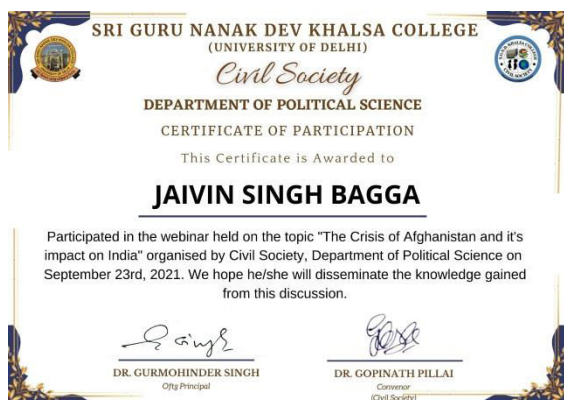 SRI GURU NANAK DEV KHALSA COLLEGE
(UNIVERSITY OF DELHI)
Civil Society
DEPARTMENT OF POLITICAL SCIENCE
CERTIFICATE OF PARTICIPATION
This Certificate is Awarded to
JAIVIN SINGH BAGGA
Participated in the webinar held on the topic "The Crisis of Afghanistan and it's
impact on India" organised by Civil Society, Department of Political Science on
September 23rd, 2021. We hope he/she will disseminate the knowledge gained
from this discussion.
DR. GURMOHINDER SINGH
Oftg Principal
DR. GOPINATH PILLAI
Convenor
(Civil Society)